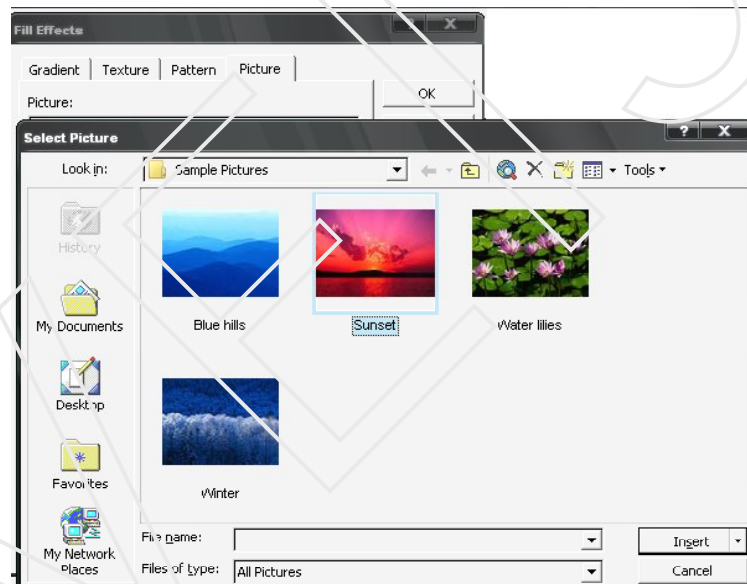 Fill Effects
? X
Gradient Texture Pattern Picture
Picture:
OK
Select Picture
? X
Look in:
Sample Pictures
Tools
History
My Documents
Desktop
Favorites
My Network
Places
Blue hills
Sunset
Water lilies
Winter
File name:
Insert
Files of type:
All Pictures
Cancel